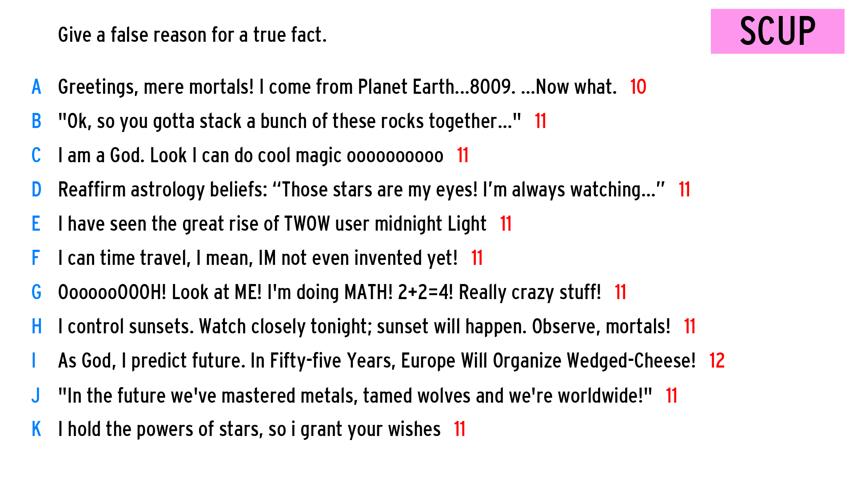 Give a false reason for a true fact.
SCUP
A Greetings, mere mortals! I come from Planet Earth...8009. ...Now what. 10
B "Ok, so you gotta stack a bunch of these rocks together..." 11
C I am a God. Look I can do cool magic oooooooooo 11
D Reaffirm astrology beliefs: “Those stars are my eyes! I’m always watching...” 11
E I have seen the great rise of TWOW user midnight Light 11
F I can time travel, I mean, IM not even invented yet! 11
G OoooooOOOH! Look at ME! I'm doing MATH! 2+2=4! Really crazy stuff! 11
H I control sunsets. Watch closely tonight; sunset will happen. Observe, mortals! 11
I As God, I predict future. In Fifty-five Years, Europe Will Organize Wedged-Cheese! 12
J "In the future we've mastered metals, tamed wolves and we're worldwide!" 11
K I hold the powers of stars, so i grant your wishes 11